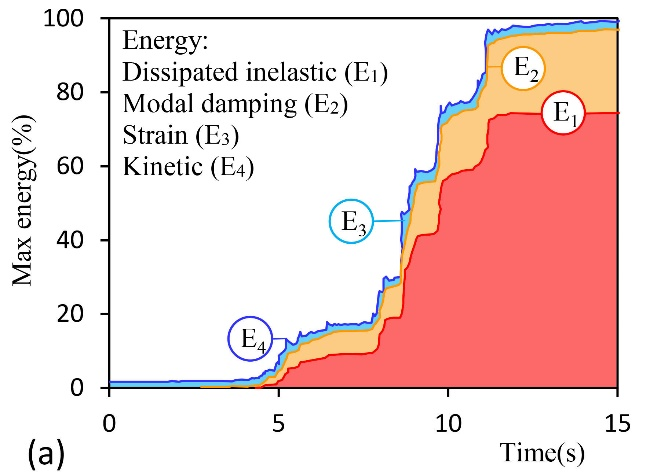 Max energy(%)
100
80
60
40
20
0
Energy:
Dissipated inelastic (E₁)
Modal damping (E₂)
Strain (E₃)
Kinetic (E₄)
E₂
E₁
E₃
E₄
0 5 10 15
Time(s)
(a)